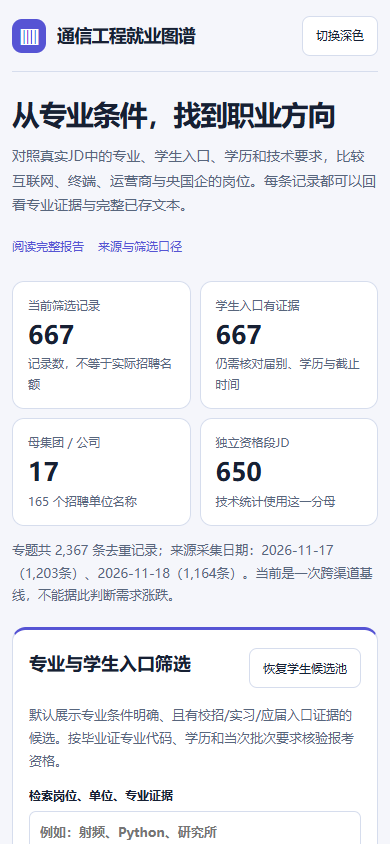 通信工程就业图谱
切换深色
从专业条件，找到职业方向
对照真实JD中的专业、学生入口、学历和技术要求，比较
互联网、终端、运营商与央国企的岗位。每条记录都可以回
看专业证据与完整已存文本。
阅读完整报告 来源与筛选口径
当前筛选记录
667
记录数，不等于实际招聘名
额
学生入口有证据
667
仍需核对届别、学历与截止
时间
母集团 / 公司
17
165 个招聘单位名称
独立资格段JD
650
技术统计使用这一分母
专题共 2,367 条去重记录；来源采集日期：2026-11-17
（1,203条）、2026-11-18（1,164条）。当前是一次跨渠道基
线，不能据此判断需求涨跌。
专业与学生入口筛选
恢复学生候选池
默认展示专业条件明确、且有校招/实习/应届入口证据的
候选。按毕业证专业代码、学历和当次批次要求核验报考
资格。
检索岗位、单位、专业证据
例如：射频、Python、研究所